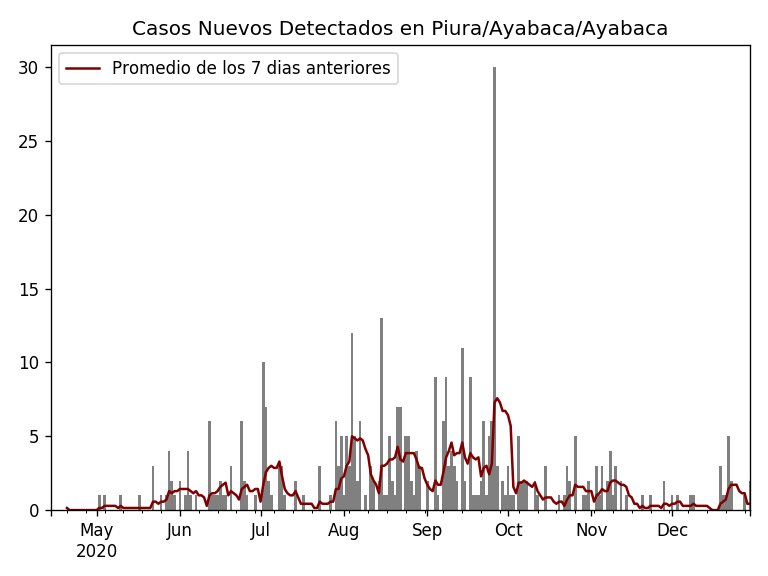 Casos Nuevos Detectados en Piura/Ayabaca/Ayabaca
Promedio de los 7 dias anteriores
30
25
20
15
10
5
0
May Jun Jul Aug Sep Oct Nov Dec
2020